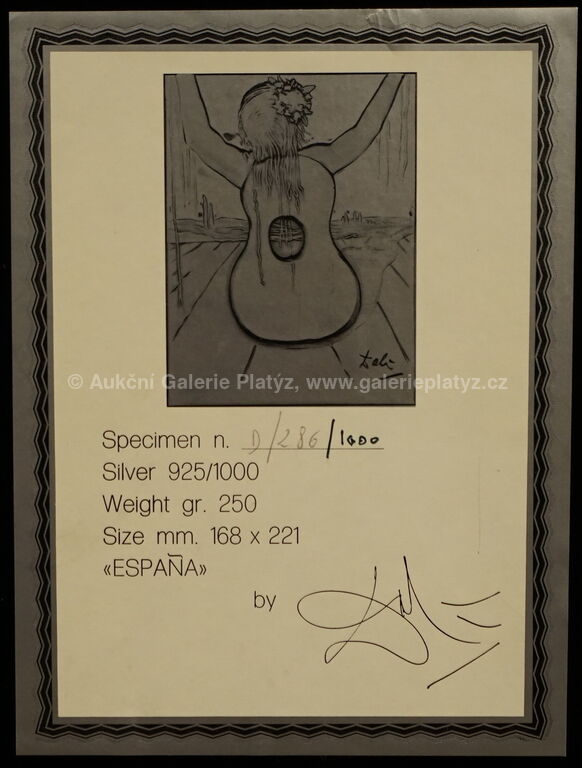 Dalí
© Aukční Galerie Platýz, www.galerieplatyz.cz
Specimen n. D/286/1000
Silver 925/1000
Weight gr. 250
Size mm. 168 x 221
«ESPAÑA»
by Dalí